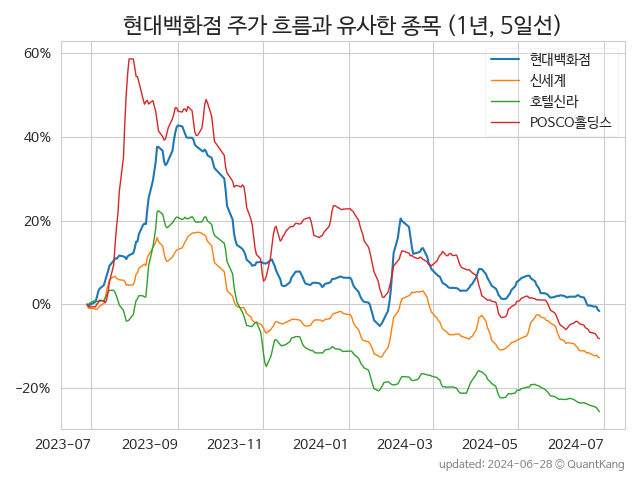 현대백화점 주가 흐름과 유사한 종목 (1년, 5일선)
현대백화점
신세계
호텔신라
POSCO홀딩스
60%
40%
20%
0%
−20%
2023-07 2023-09 2023-11 2024-01 2024-03 2024-05 2024-07
updated: 2024-06-28 © QuantKang